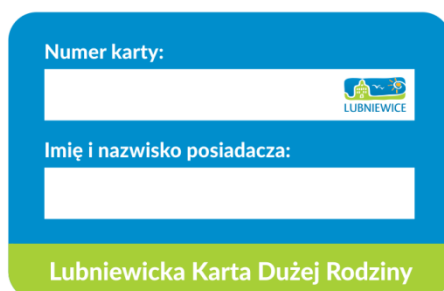 Numer karty:
LUBNIEWICE
Imię i nazwisko posiadacza:
Lubniewicka Karta Dużej Rodziny